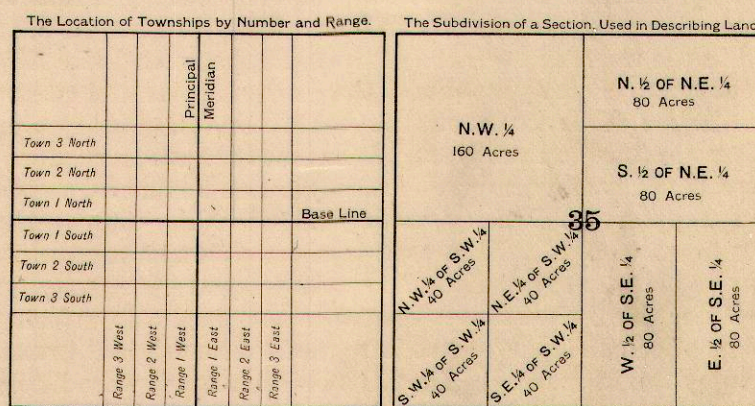 The Location of Townships by Number and Range.
Principal
Meridian
Town 3 North
Town 2 North
Town 1 North
Base Line
Town 1 South
Town 2 South
Town 3 South
Range 3 West
Range 2 West
Range 1 West
Range 1 East
Range 2 East
Range 3 East
The Subdivision of a Section. Used in Describing Land
N.W. ¼
160 Acres
N. ½ OF N.E. ¼
80 Acres
S. ½ OF N.E. ¼
80 Acres
35
N.W.¼ OF S.W.¼
40 Acres
N.E.¼ OF S.W.¼
40 Acres
S.W.¼ OF S.W.¼
40 Acres
S.E.¼ OF S.W.¼
40 Acres
W. ½ OF S.E. ¼
80 Acres
E. ½ OF S.E. ¼
80 Acres